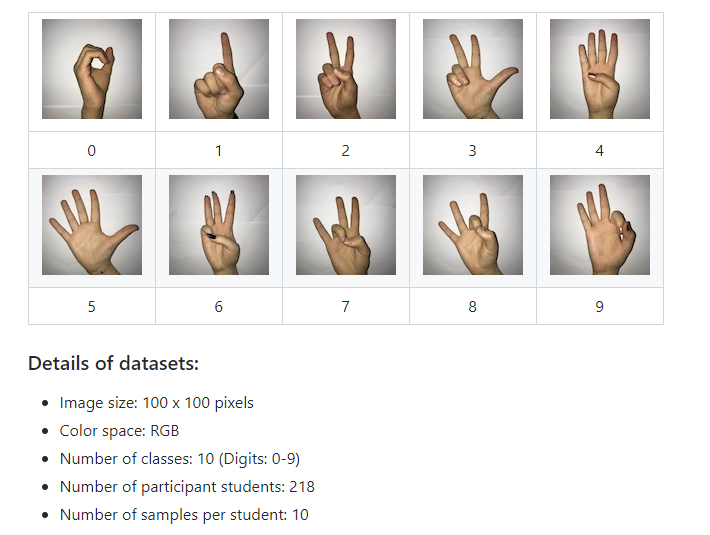 0 1 2 3 4
5 6 7 8 9
Details of datasets:
Image size: 100 x 100 pixels
Color space: RGB
Number of classes: 10 (Digits: 0-9)
Number of participant students: 218
Number of samples per student: 10